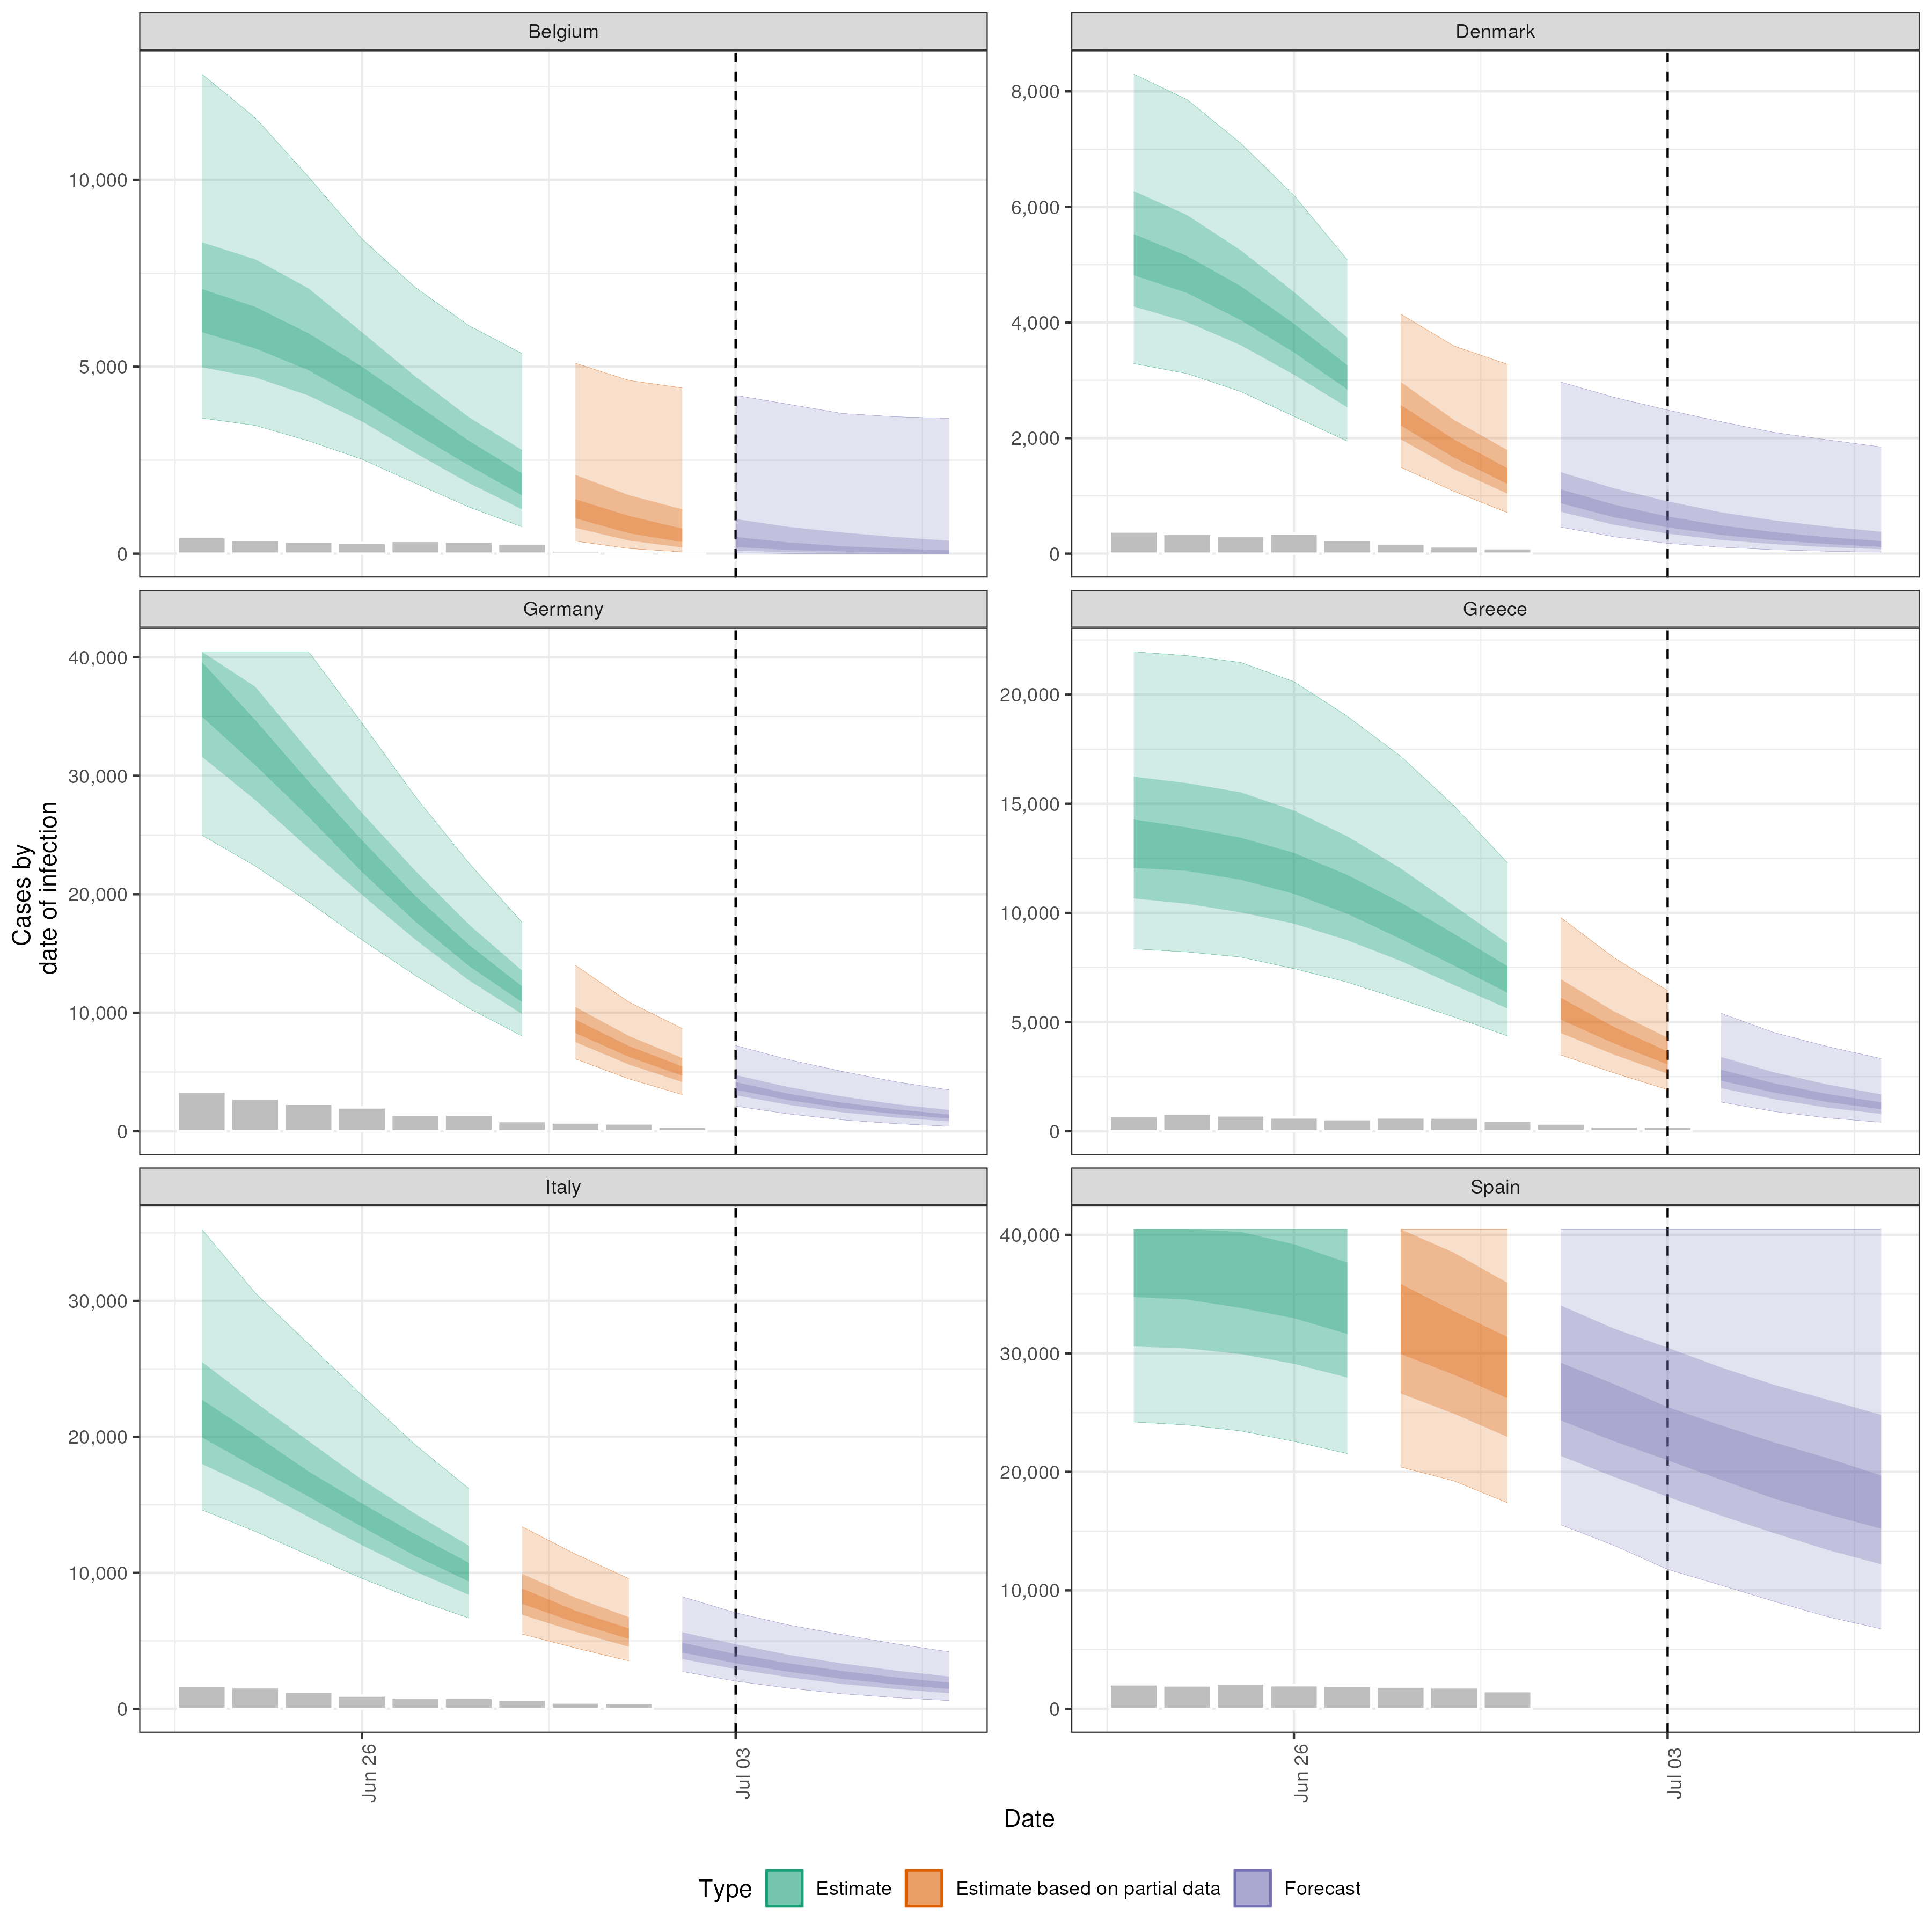 Belgium
Denmark
10,000
5,000
0
8,000
6,000
4,000
2,000
0
Germany
Greece
40,000
30,000
20,000
10,000
0
20,000
15,000
10,000
5,000
0
Italy
Spain
30,000
20,000
10,000
0
40,000
30,000
20,000
10,000
0
Cases by
date of infection
Jun 26
Jul 03
Jun 26
Jul 03
Date
Type Estimate Estimate based on partial data Forecast